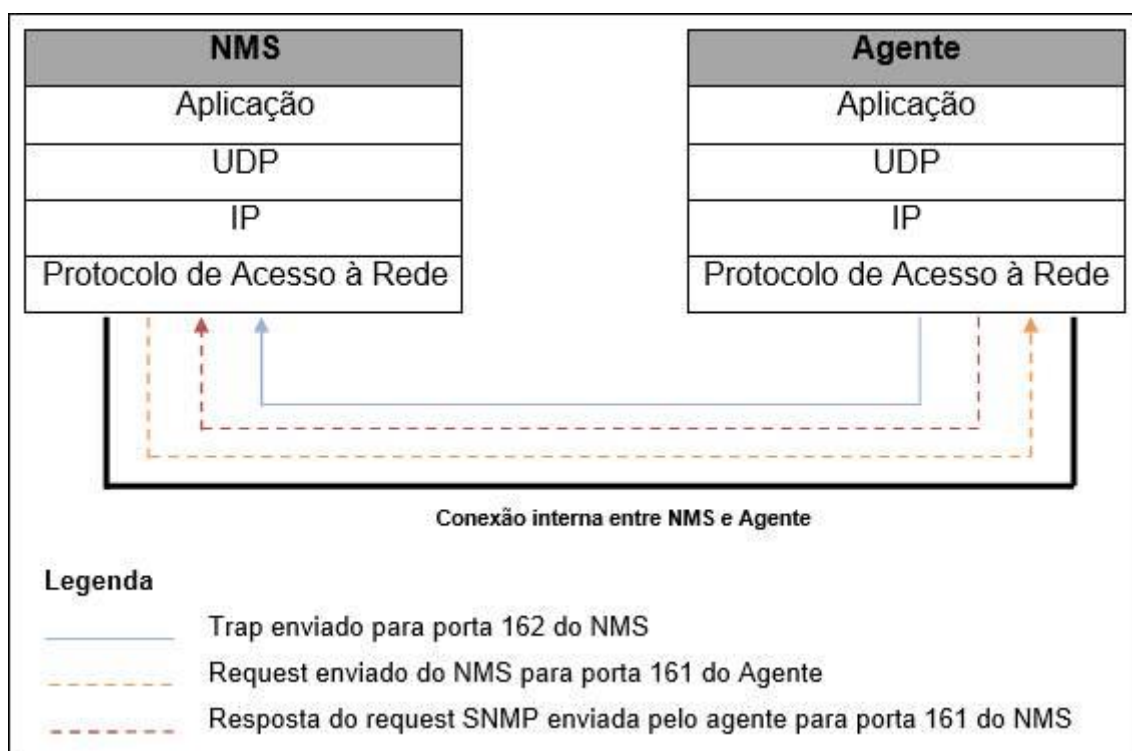 NMS
Aplicação
UDP
IP
Protocolo de Acesso à Rede
Agente
Aplicação
UDP
IP
Protocolo de Acesso à Rede
Conexão interna entre NMS e Agente
Legenda
Trap enviado para porta 162 do NMS
Request enviado do NMS para porta 161 do Agente
Resposta do request SNMP enviada pelo agente para porta 161 do NMS